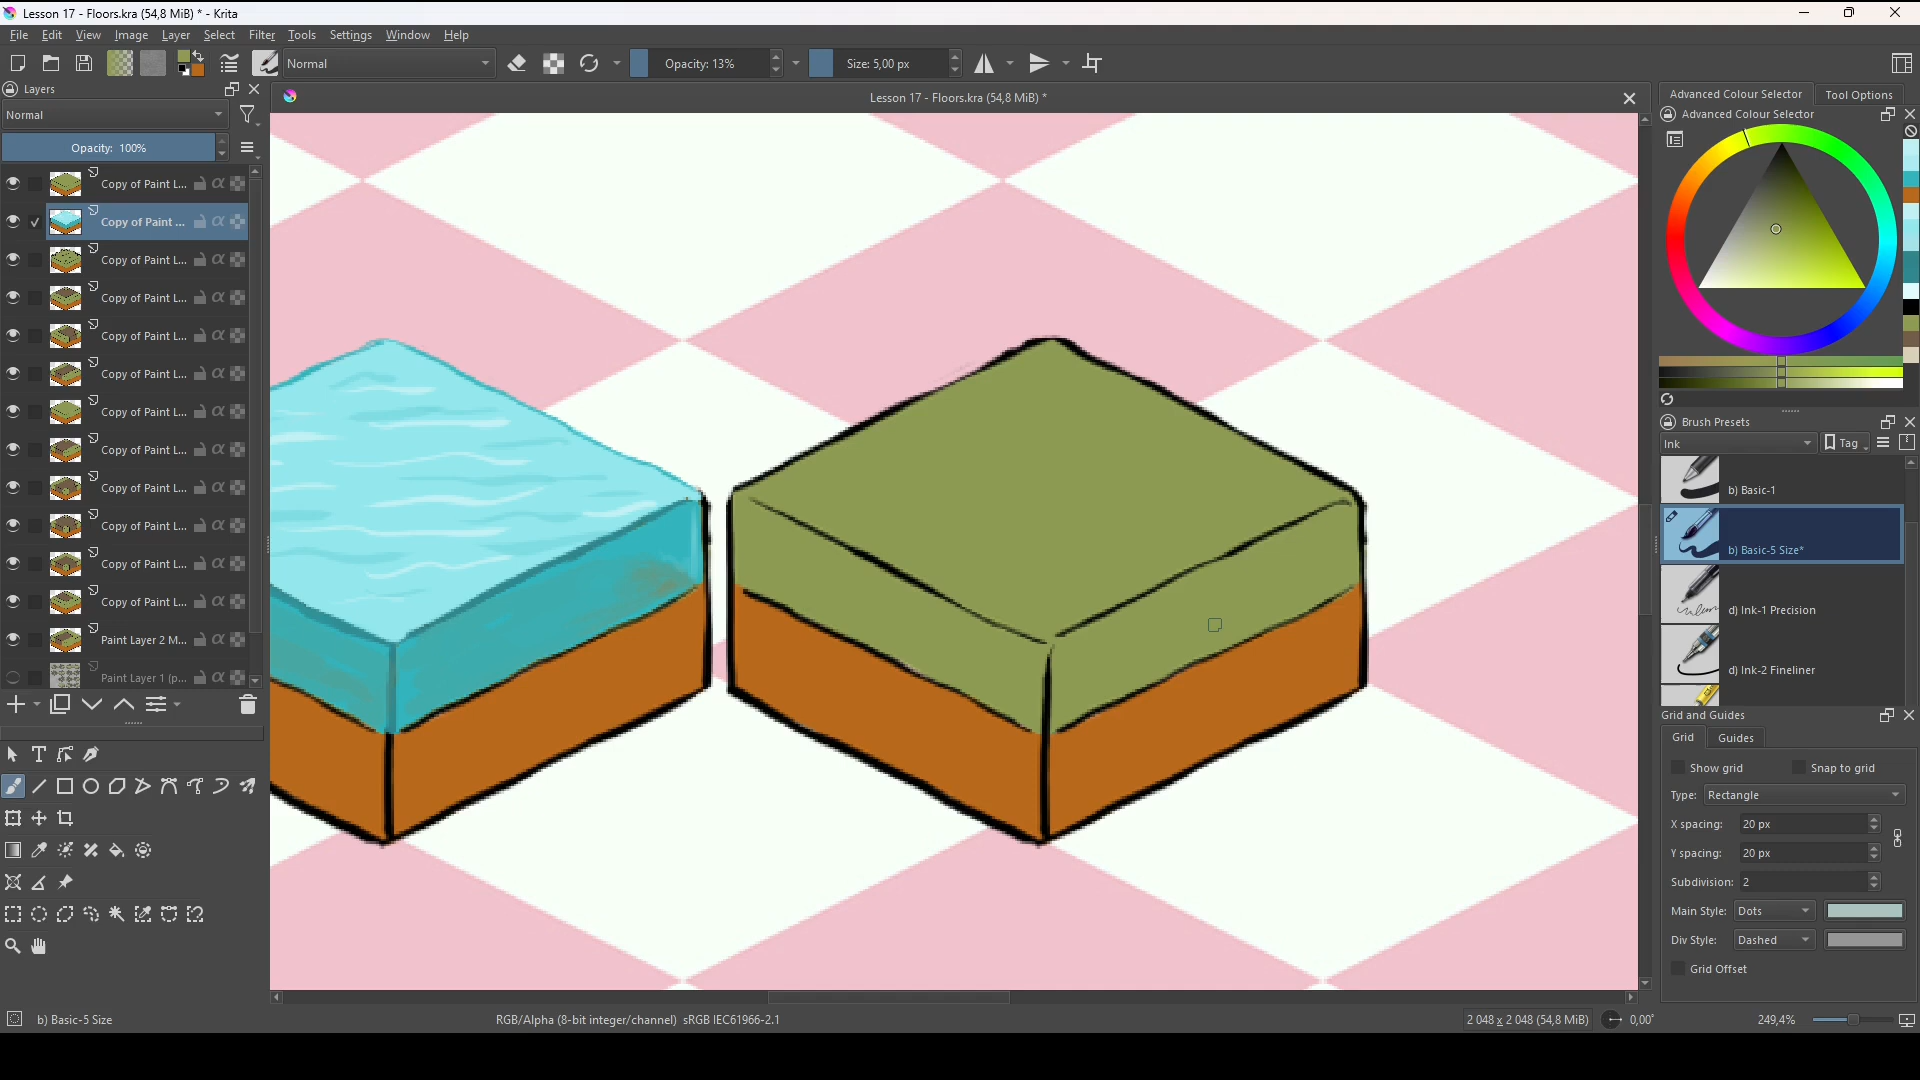 Lesson 17 - Floors.kra (54,8 MiB) * - Krita
File Edit View Image Layer Select Filter Tools Settings Window Help
Normal Opacity: 13% Size: 5,00 px
Layers
Lesson 17 - Floors.kra (54,8 MiB) *
Advanced Colour Selector Tool Options
Advanced Colour Selector
Normal
Opacity: 100%
Copy of Paint L...
Copy of Paint ...
Copy of Paint L...
Copy of Paint L...
Copy of Paint L...
Copy of Paint L...
Copy of Paint L...
Copy of Paint L...
Copy of Paint L...
Copy of Paint L...
Copy of Paint L...
Copy of Paint L...
Paint Layer 2 M...
Paint Layer 1 (p...
Brush Presets
Ink Tag
b) Basic-1
b) Basic-5 Size*
d) Ink-1 Precision
d) Ink-2 Fineliner
Grid and Guides
Grid Guides
Show grid Snap to grid
Type: Rectangle
X spacing: 20 px
Y spacing: 20 px
Subdivision: 2
Main Style: Dots
Div Style: Dashed
Grid Offset
b) Basic-5 Size RGB/Alpha (8-bit integer/channel) sRGB IEC61966-2.1 2 048 x 2 048 (54,8 MiB) 0,00° 249,4%